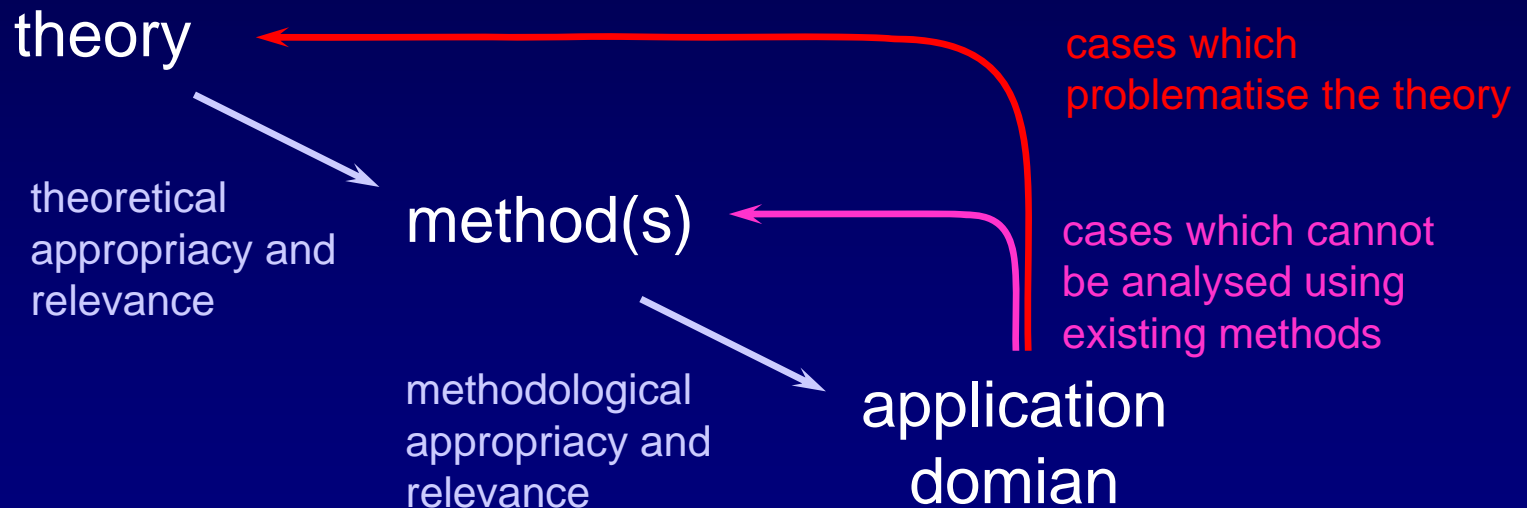 theory
cases which
problematise the theory
theoretical
appropriacy and
relevance
method(s)
cases which cannot
be analysed using
existing methods
methodological
appropriacy and
relevance
application
domian